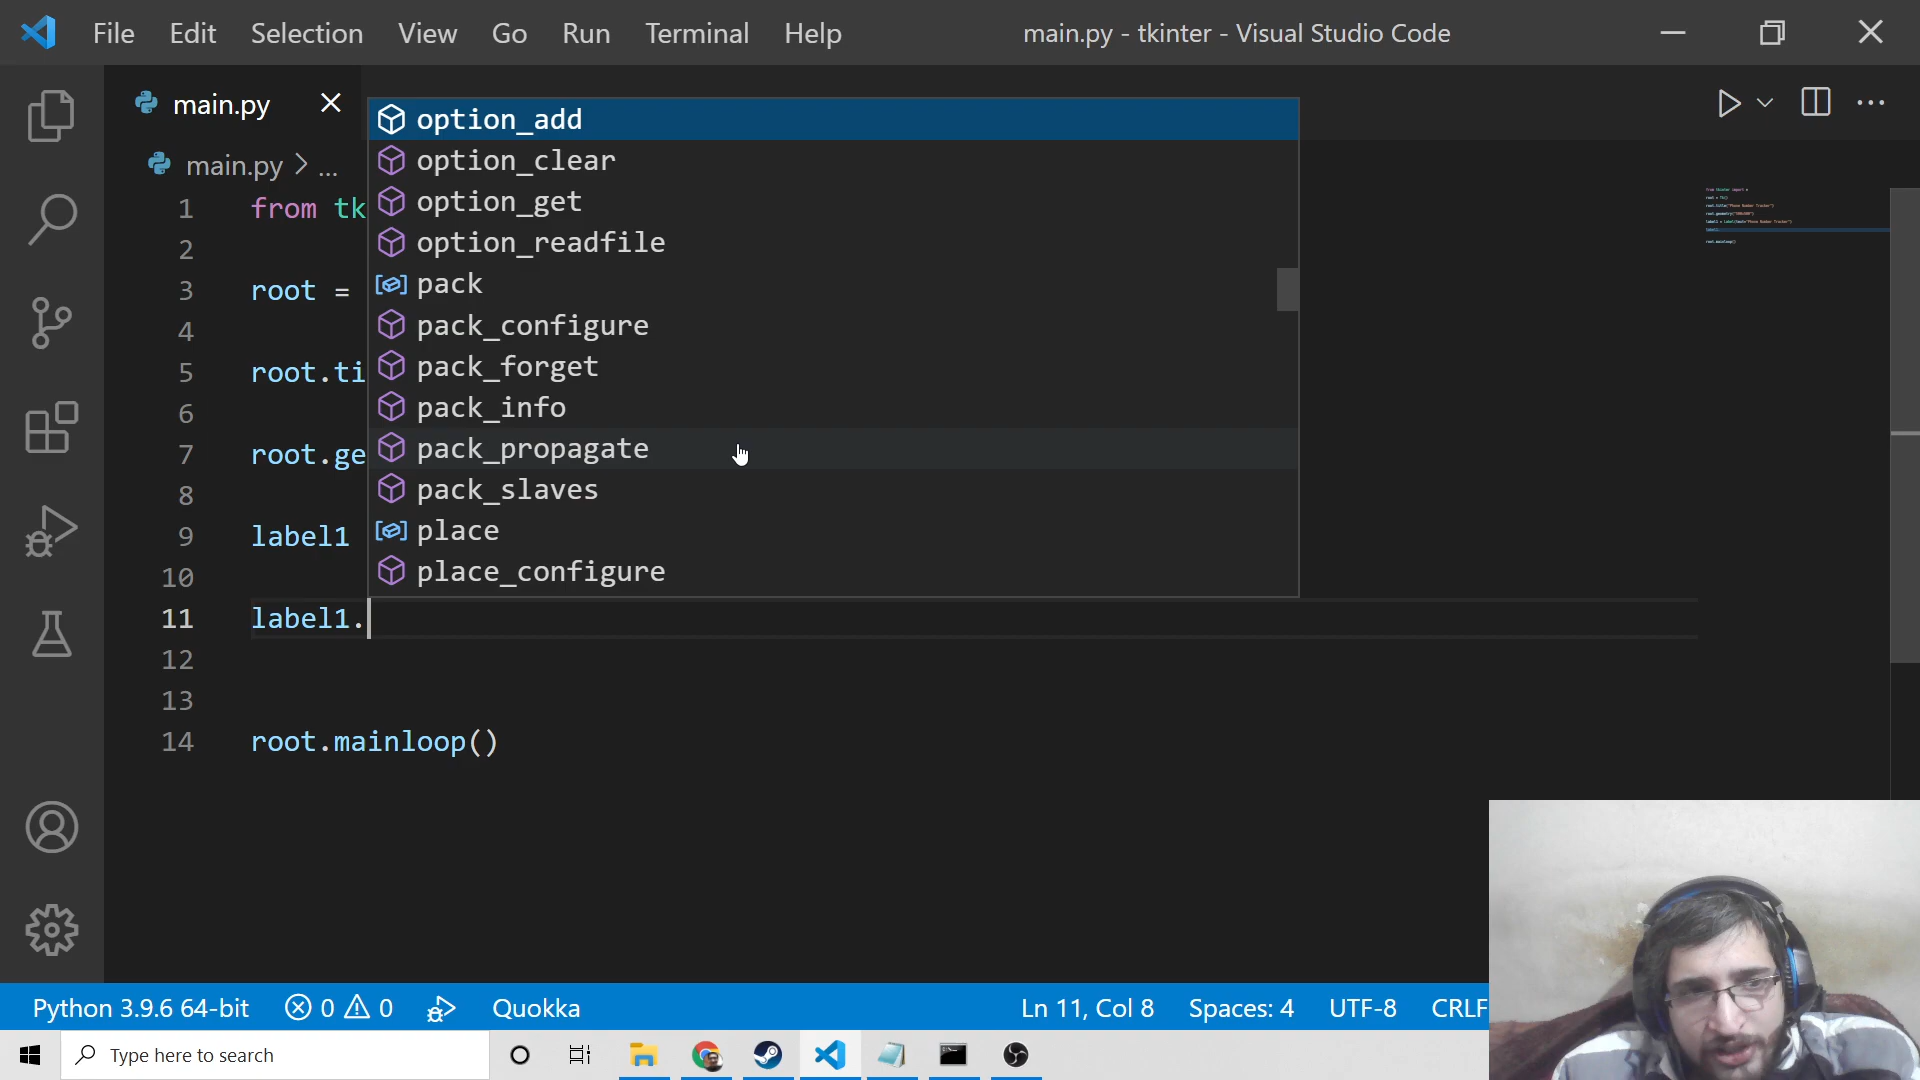 File Edit Selection View Go Run Terminal Help main.py - tkinter - Visual Studio Code
main.py
main.py > ...
option_add
option_clear
option_get
option_readfile
pack
pack_configure
pack_forget
pack_info
pack_propagate
pack_slaves
place
place_configure
1 from tk
2
3 root =
4
5 root.ti
6
7 root.ge
8
9 label1
10
11 label1.
12
13
14 root.mainloop()
Python 3.9.6 64-bit 0 0 Quokka Ln 11, Col 8 Spaces: 4 UTF-8 CRLF
Type here to search